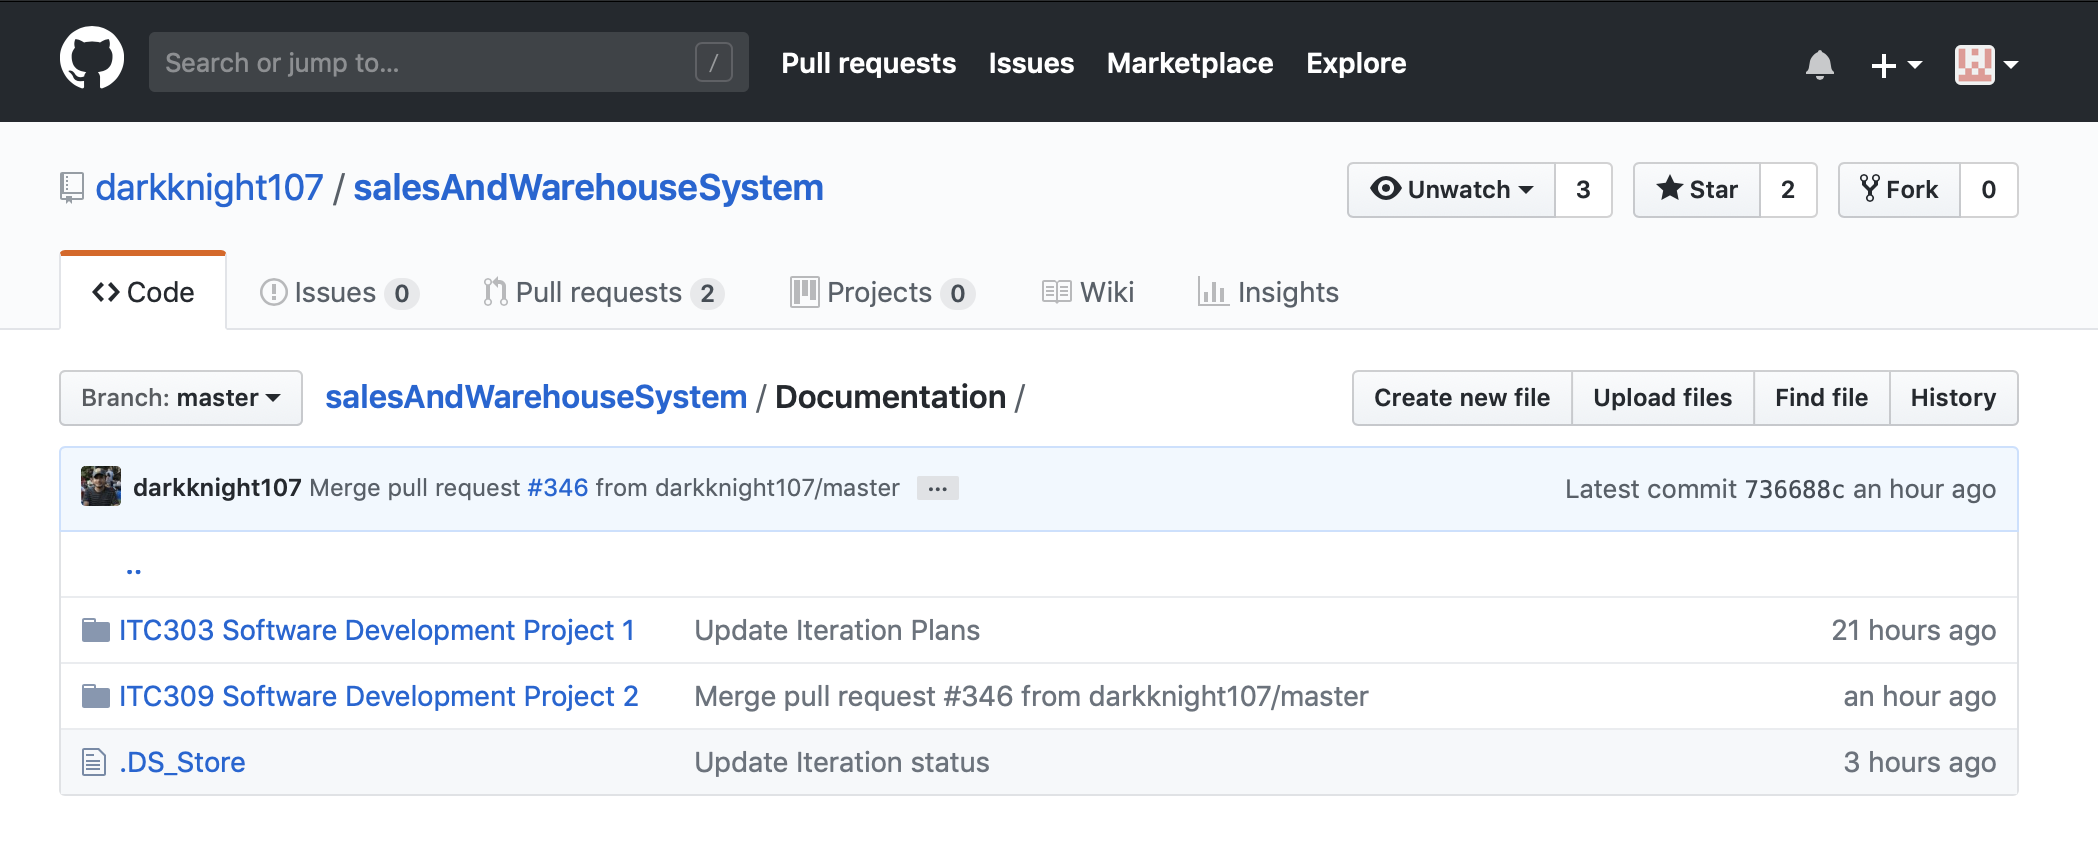 Search or jump to... /
Pull requests Issues Marketplace Explore
darkknight107 / salesAndWarehouseSystem
Unwatch 3 Star 2 Fork 0
Code Issues 0 Pull requests 2 Projects 0 Wiki Insights
Branch: master salesAndWarehouseSystem / Documentation /
Create new file Upload files Find file History
darkknight107 Merge pull request #346 from darkknight107/master ...
Latest commit 736688c an hour ago
..
ITC303 Software Development Project 1 Update Iteration Plans 21 hours ago
ITC309 Software Development Project 2 Merge pull request #346 from darkknight107/master an hour ago
.DS_Store Update Iteration status 3 hours ago